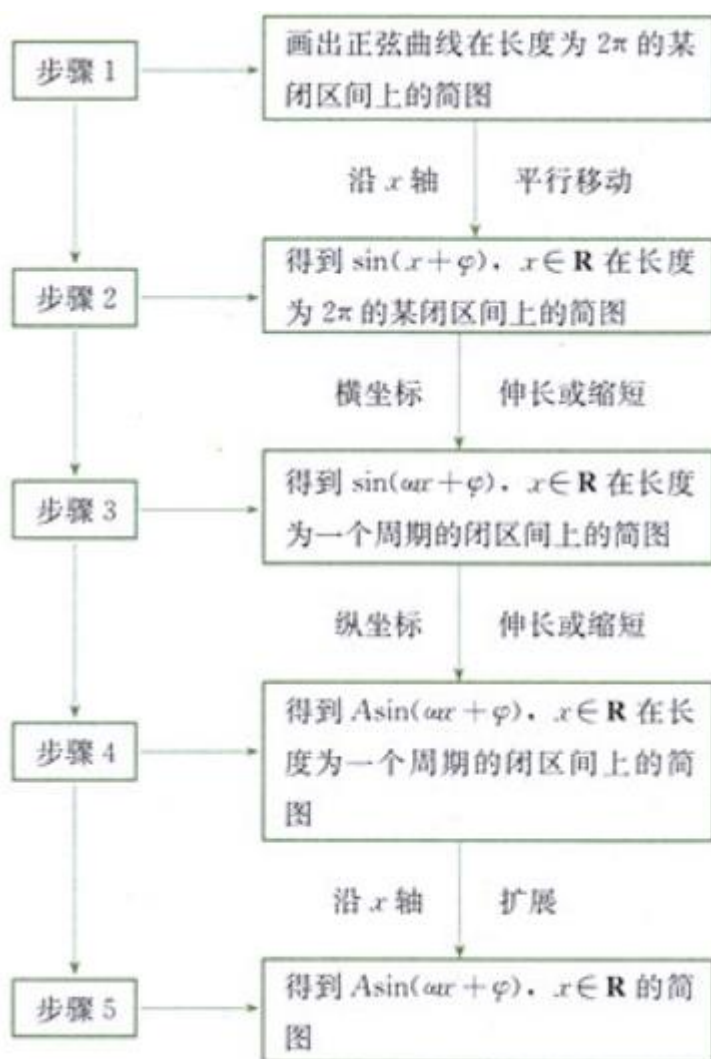 步骤 1
画出正弦曲线在长度为 2π 的某
闭区间上的简图
沿 x 轴 平行移动
步骤 2
得到 sin(x+φ), x∈R 在长度
为 2π 的某闭区间上的简图
横坐标 伸长或缩短
步骤 3
得到 sin(ωx+φ), x∈R 在长度
为一个周期的闭区间上的简图
纵坐标 伸长或缩短
步骤 4
得到 Asin(ωx+φ), x∈R 在长
度为一个周期的闭区间上的简
图
沿 x 轴 扩展
步骤 5
得到 Asin(ωx+φ), x∈R 的简
图